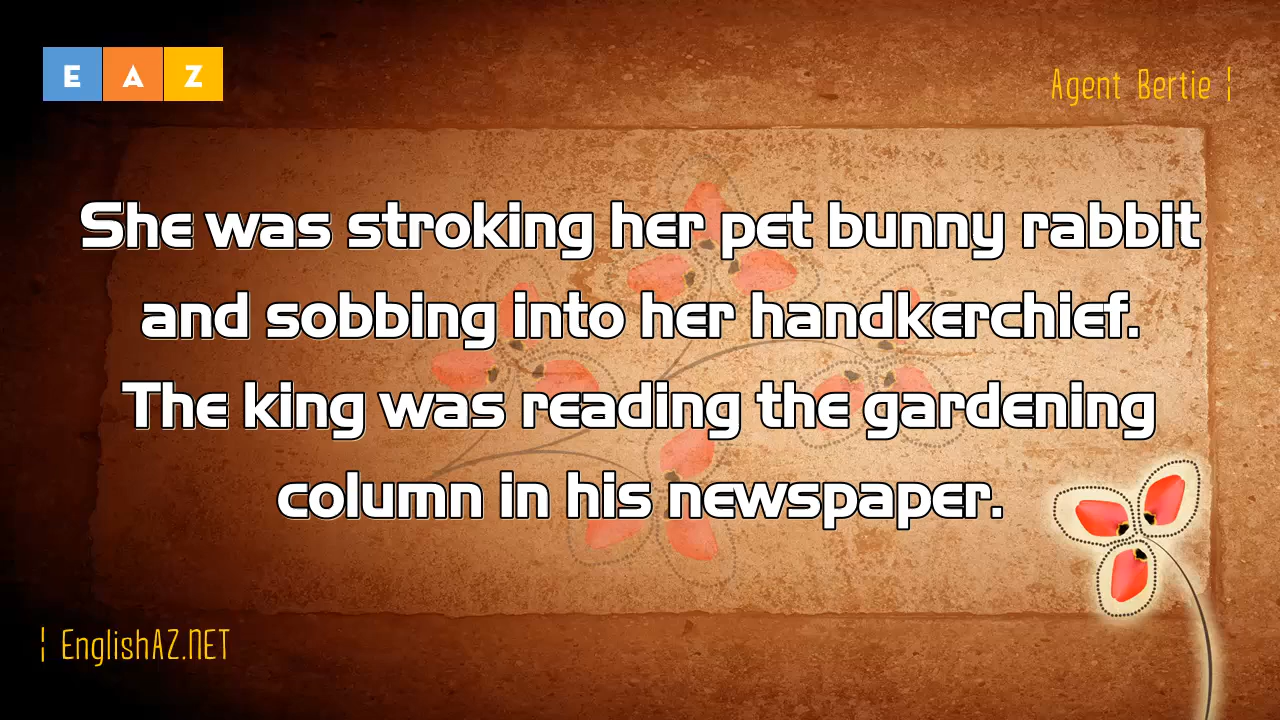 E A Z
Agent Bertie ¦
She was stroking her pet bunny rabbit
and sobbing into her handkerchief.
The king was reading the gardening
column in his newspaper.
¦ EnglishAZ.NET